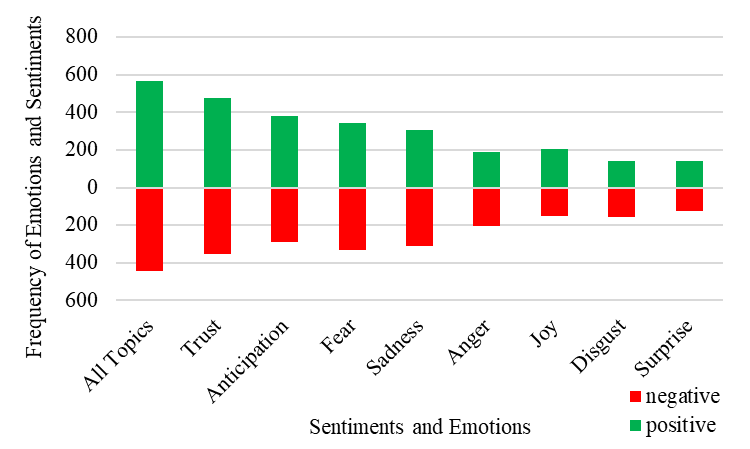 Frequency of Emotions and Sentiments
800
600
400
200
0
200
400
600
All Topics
Trust
Anticipation
Fear
Sadness
Anger
Joy
Disgust
Surprise
Sentiments and Emotions
negative
positive